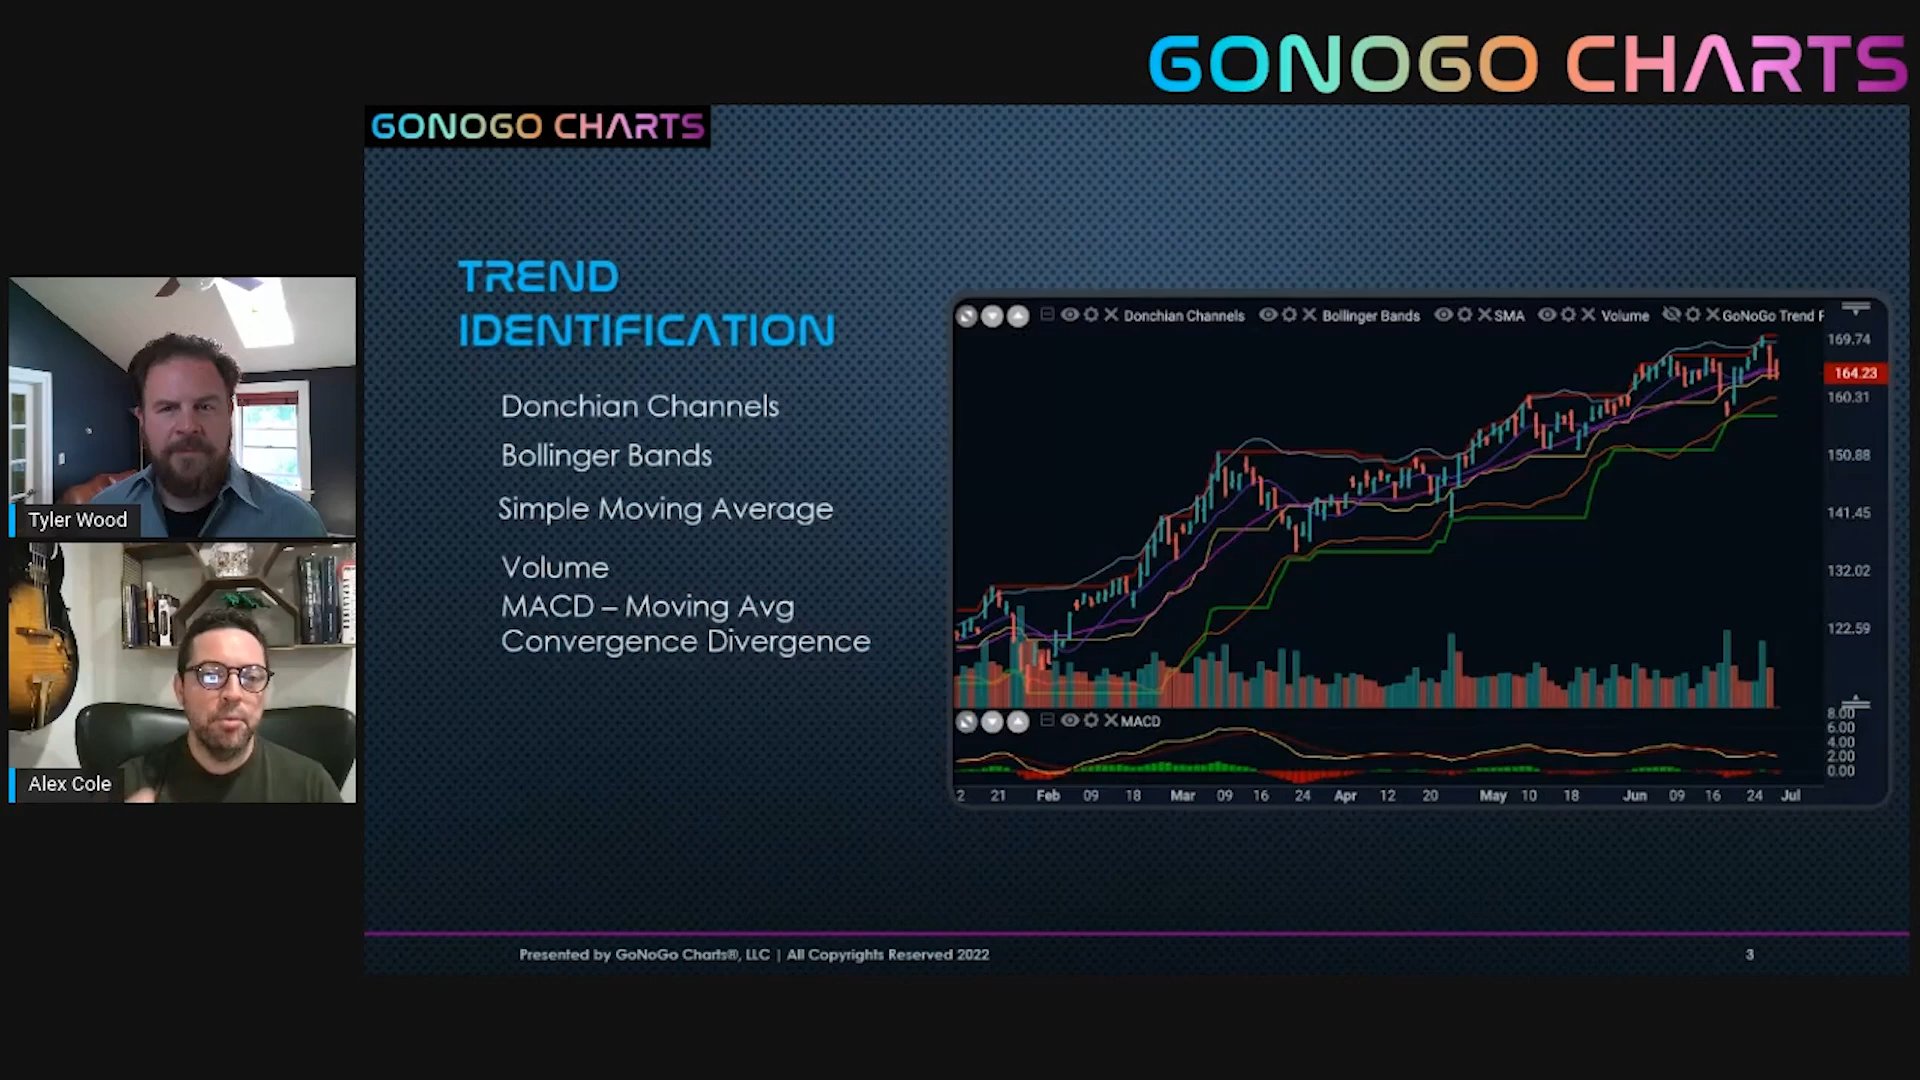 GONOGO CHARTS
GONOGO CHARTS
TREND
IDENTIFICATION
Donchian Channels
Bollinger Bands
Simple Moving Average
Volume
MACD – Moving Avg
Convergence Divergence
Donchian Channels Bollinger Bands SMA Volume GoNoGo Trend F
169.74
164.23
160.31
150.88
141.45
132.02
122.59
MACD
8.00
6.00
4.00
2.00
0.00
2 21 Feb 09 18 Mar 09 16 24 Apr 12 20 May 10 18 Jun 09 16 24 Jul
Tyler Wood
Alex Cole
Presented by GoNoGo Charts®, LLC | All Copyrights Reserved 2022
3